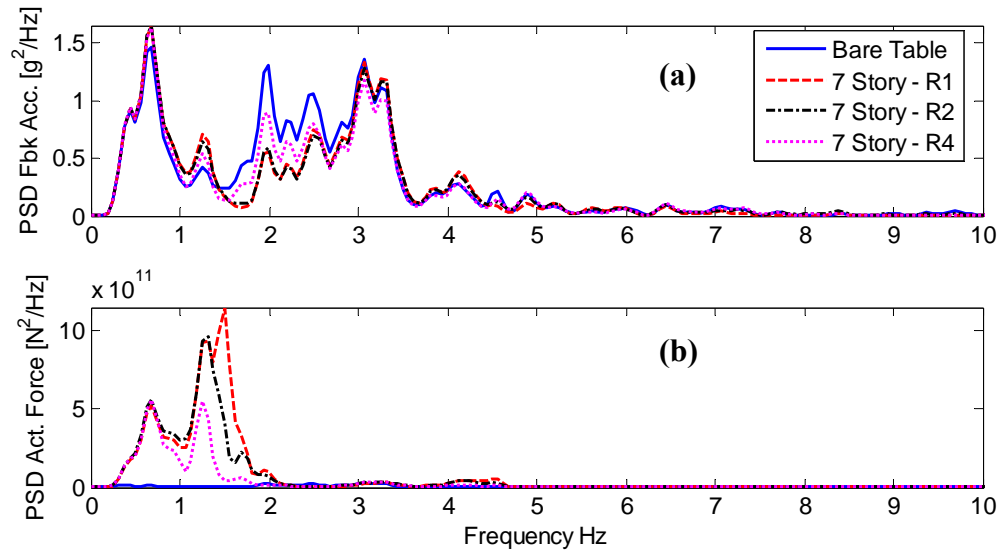 PSD Fbk Acc. [g²/Hz]
1.5
1
0.5
0
(a)
Bare Table
7 Story - R1
7 Story - R2
7 Story - R4
0 1 2 3 4 5 6 7 8 9 10
x 10¹¹
PSD Act. Force [N²/Hz]
10
5
0
(b)
0 1 2 3 4 5 6 7 8 9 10
Frequency Hz